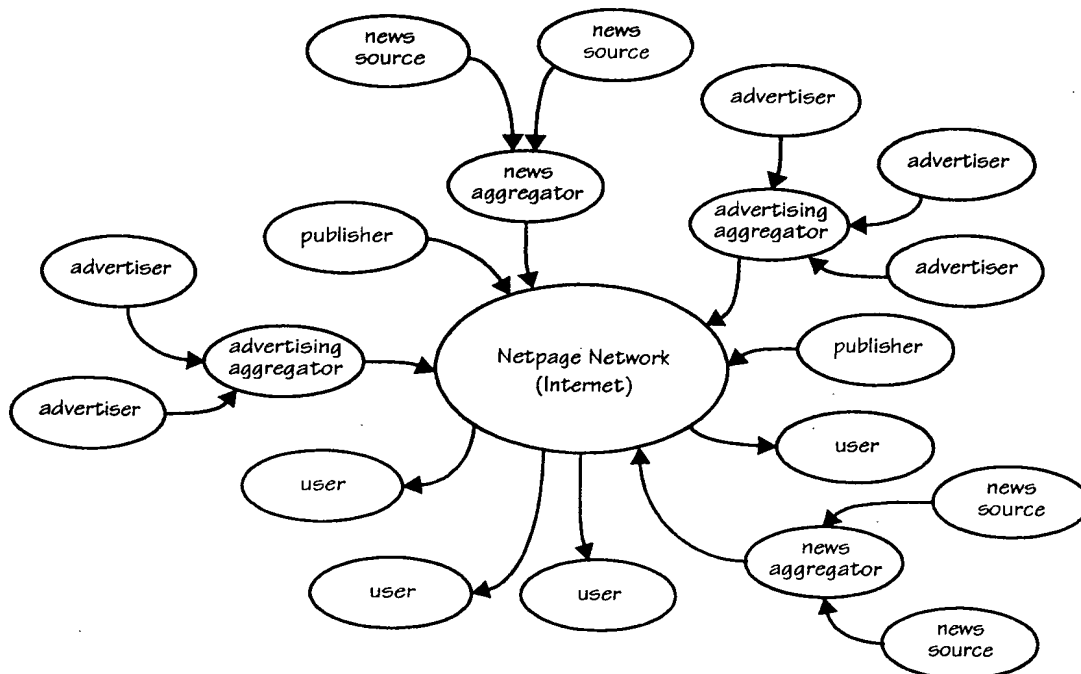 news
source
news
source
advertiser
advertiser
news
aggregator
advertising
aggregator
publisher
advertiser
advertiser
Netpage Network
(Internet)
publisher
advertising
aggregator
advertiser
user
user
news
source
news
aggregator
user
user
news
source